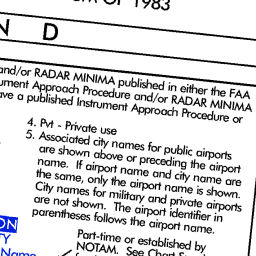 OF 1983
N D
and/or RADAR MINIMA published in either the FAA
ument Approach Procedure and/or RADAR MINIMA
ave a published Instrument Approach Procedure or
4. Pvt - Private use
5. Associated city names for public airports
are shown above or preceding the airport
name. If airport name and city name are
the same, only the airport name is shown.
City names for military and private airports
are not shown. The airport identifier in
parentheses follows the airport name.
ON
TY
Name
Part-time or established by
NOTAM. See Chart S